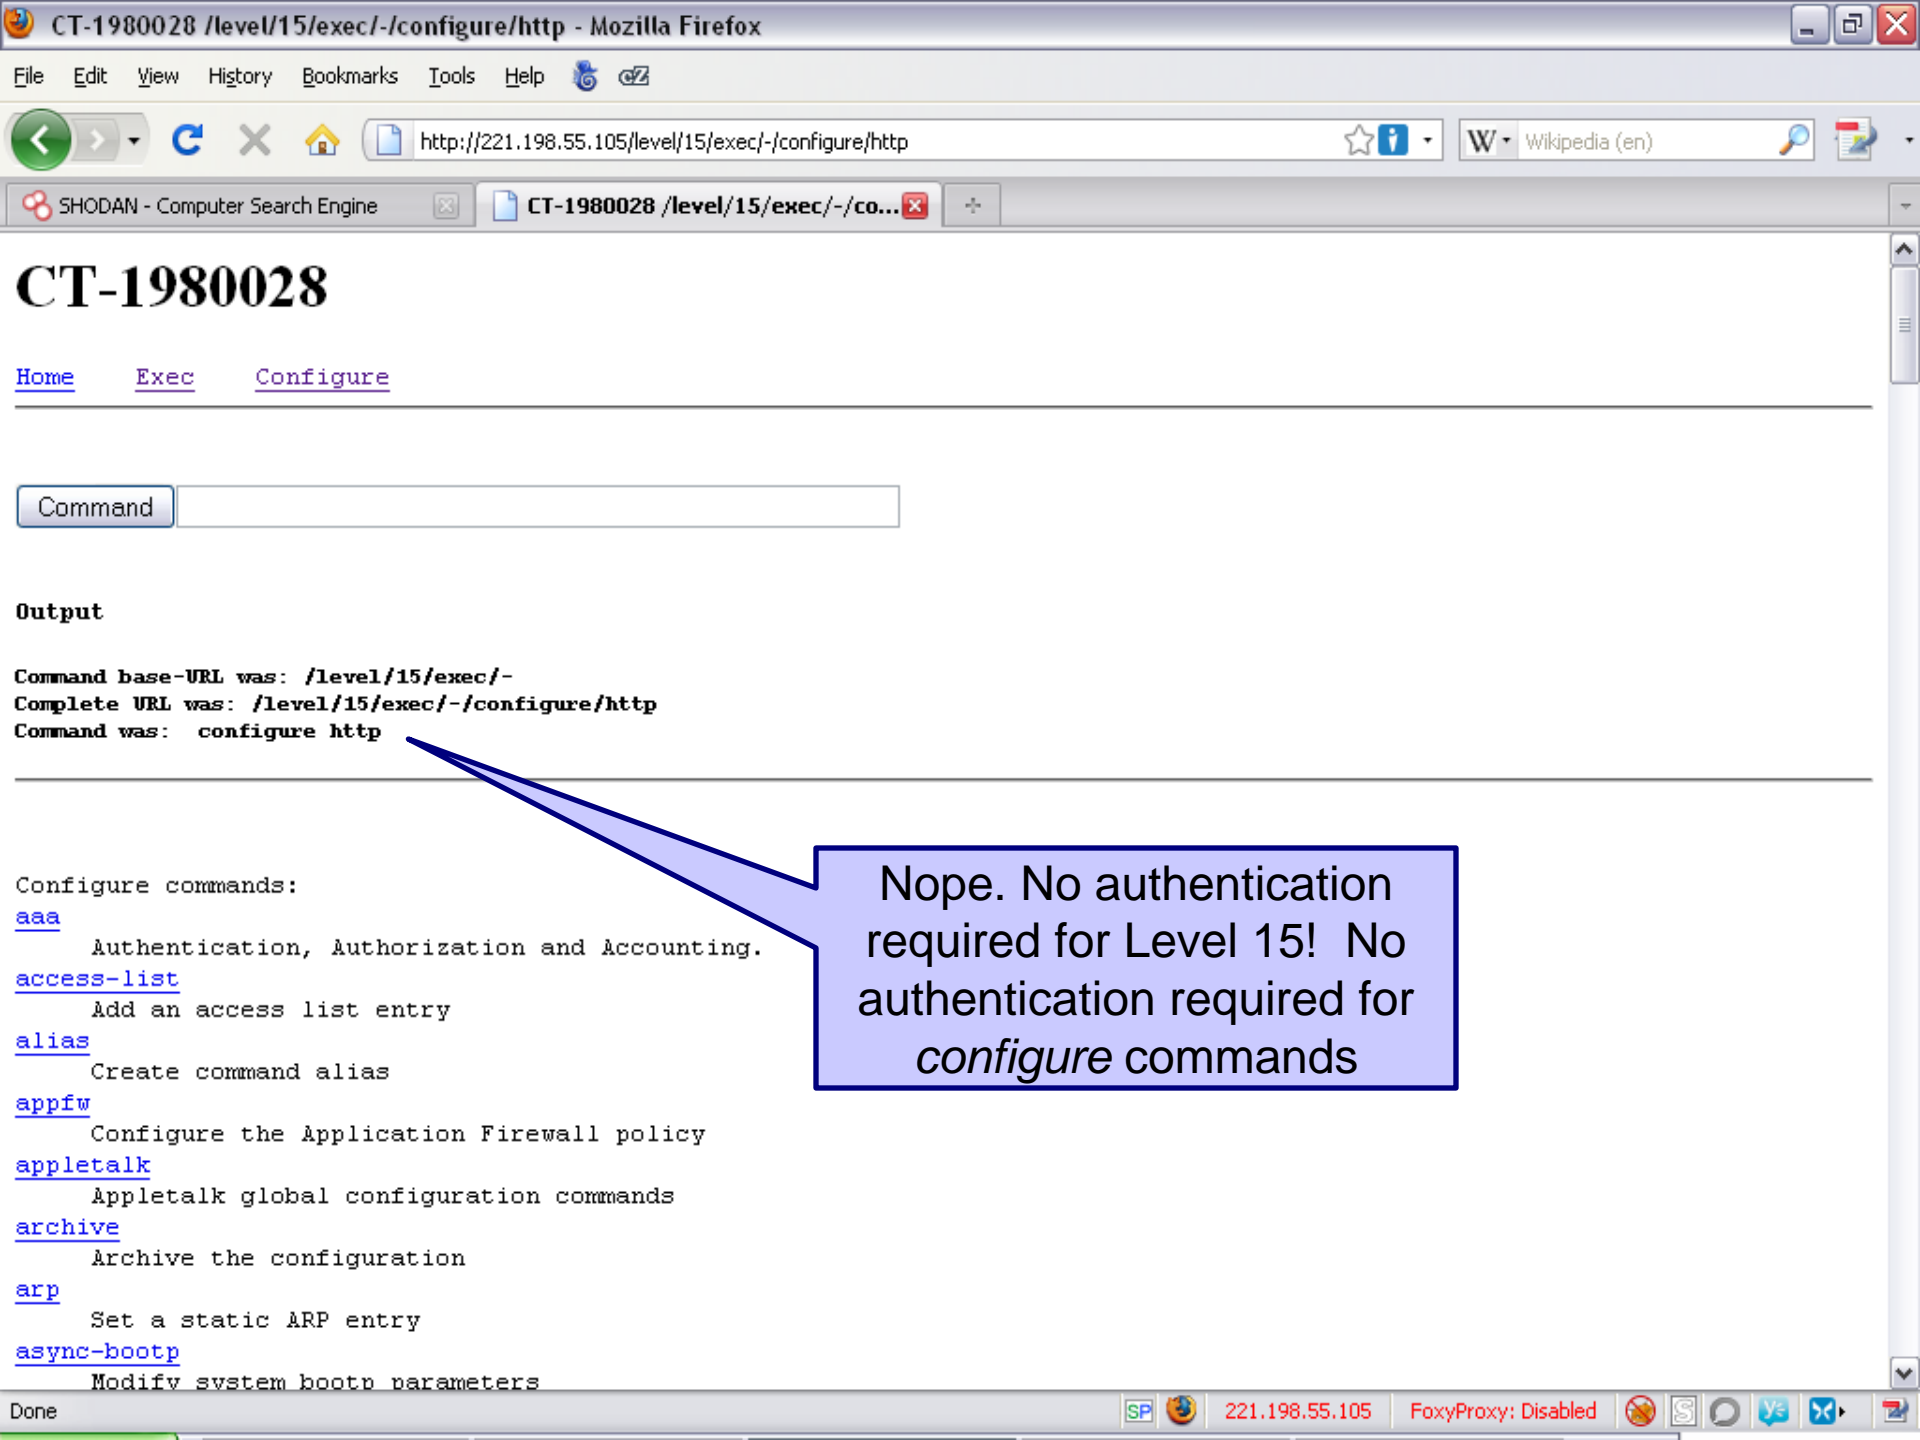 CT-1980028 /level/15/exec/-/configure/http - Mozilla Firefox
File Edit View History Bookmarks Tools Help
http://221.198.55.105/level/15/exec/-/configure/http
W Wikipedia (en)
SHODAN - Computer Search Engine
CT-1980028 /level/15/exec/-/co...
CT-1980028
Home Exec Configure
Command
Output
Command base-URL was: /level/15/exec/-
Complete URL was: /level/15/exec/-/configure/http
Command was: configure http
Nope. No authentication
required for Level 15! No
authentication required for
configure commands
Configure commands:
aaa
Authentication, Authorization and Accounting.
access-list
Add an access list entry
alias
Create command alias
appfw
Configure the Application Firewall policy
appletalk
Appletalk global configuration commands
archive
Archive the configuration
arp
Set a static ARP entry
async-bootp
Modify system bootp parameters
Done
SP 221.198.55.105 FoxyProxy: Disabled S